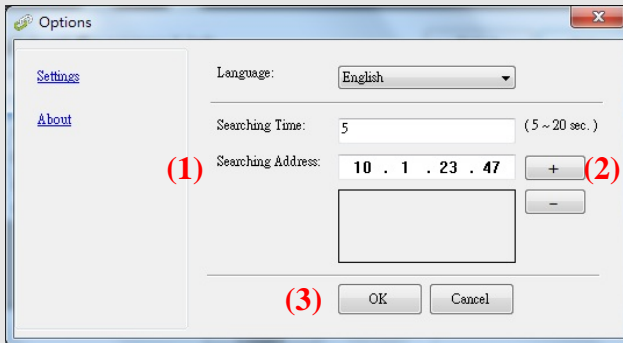 Options
Settings
About
Language: English
Searching Time: 5 ( 5 ~ 20 sec. )
(1) Searching Address: 10 . 1 . 23 . 47 + (2)
−
(3) OK Cancel